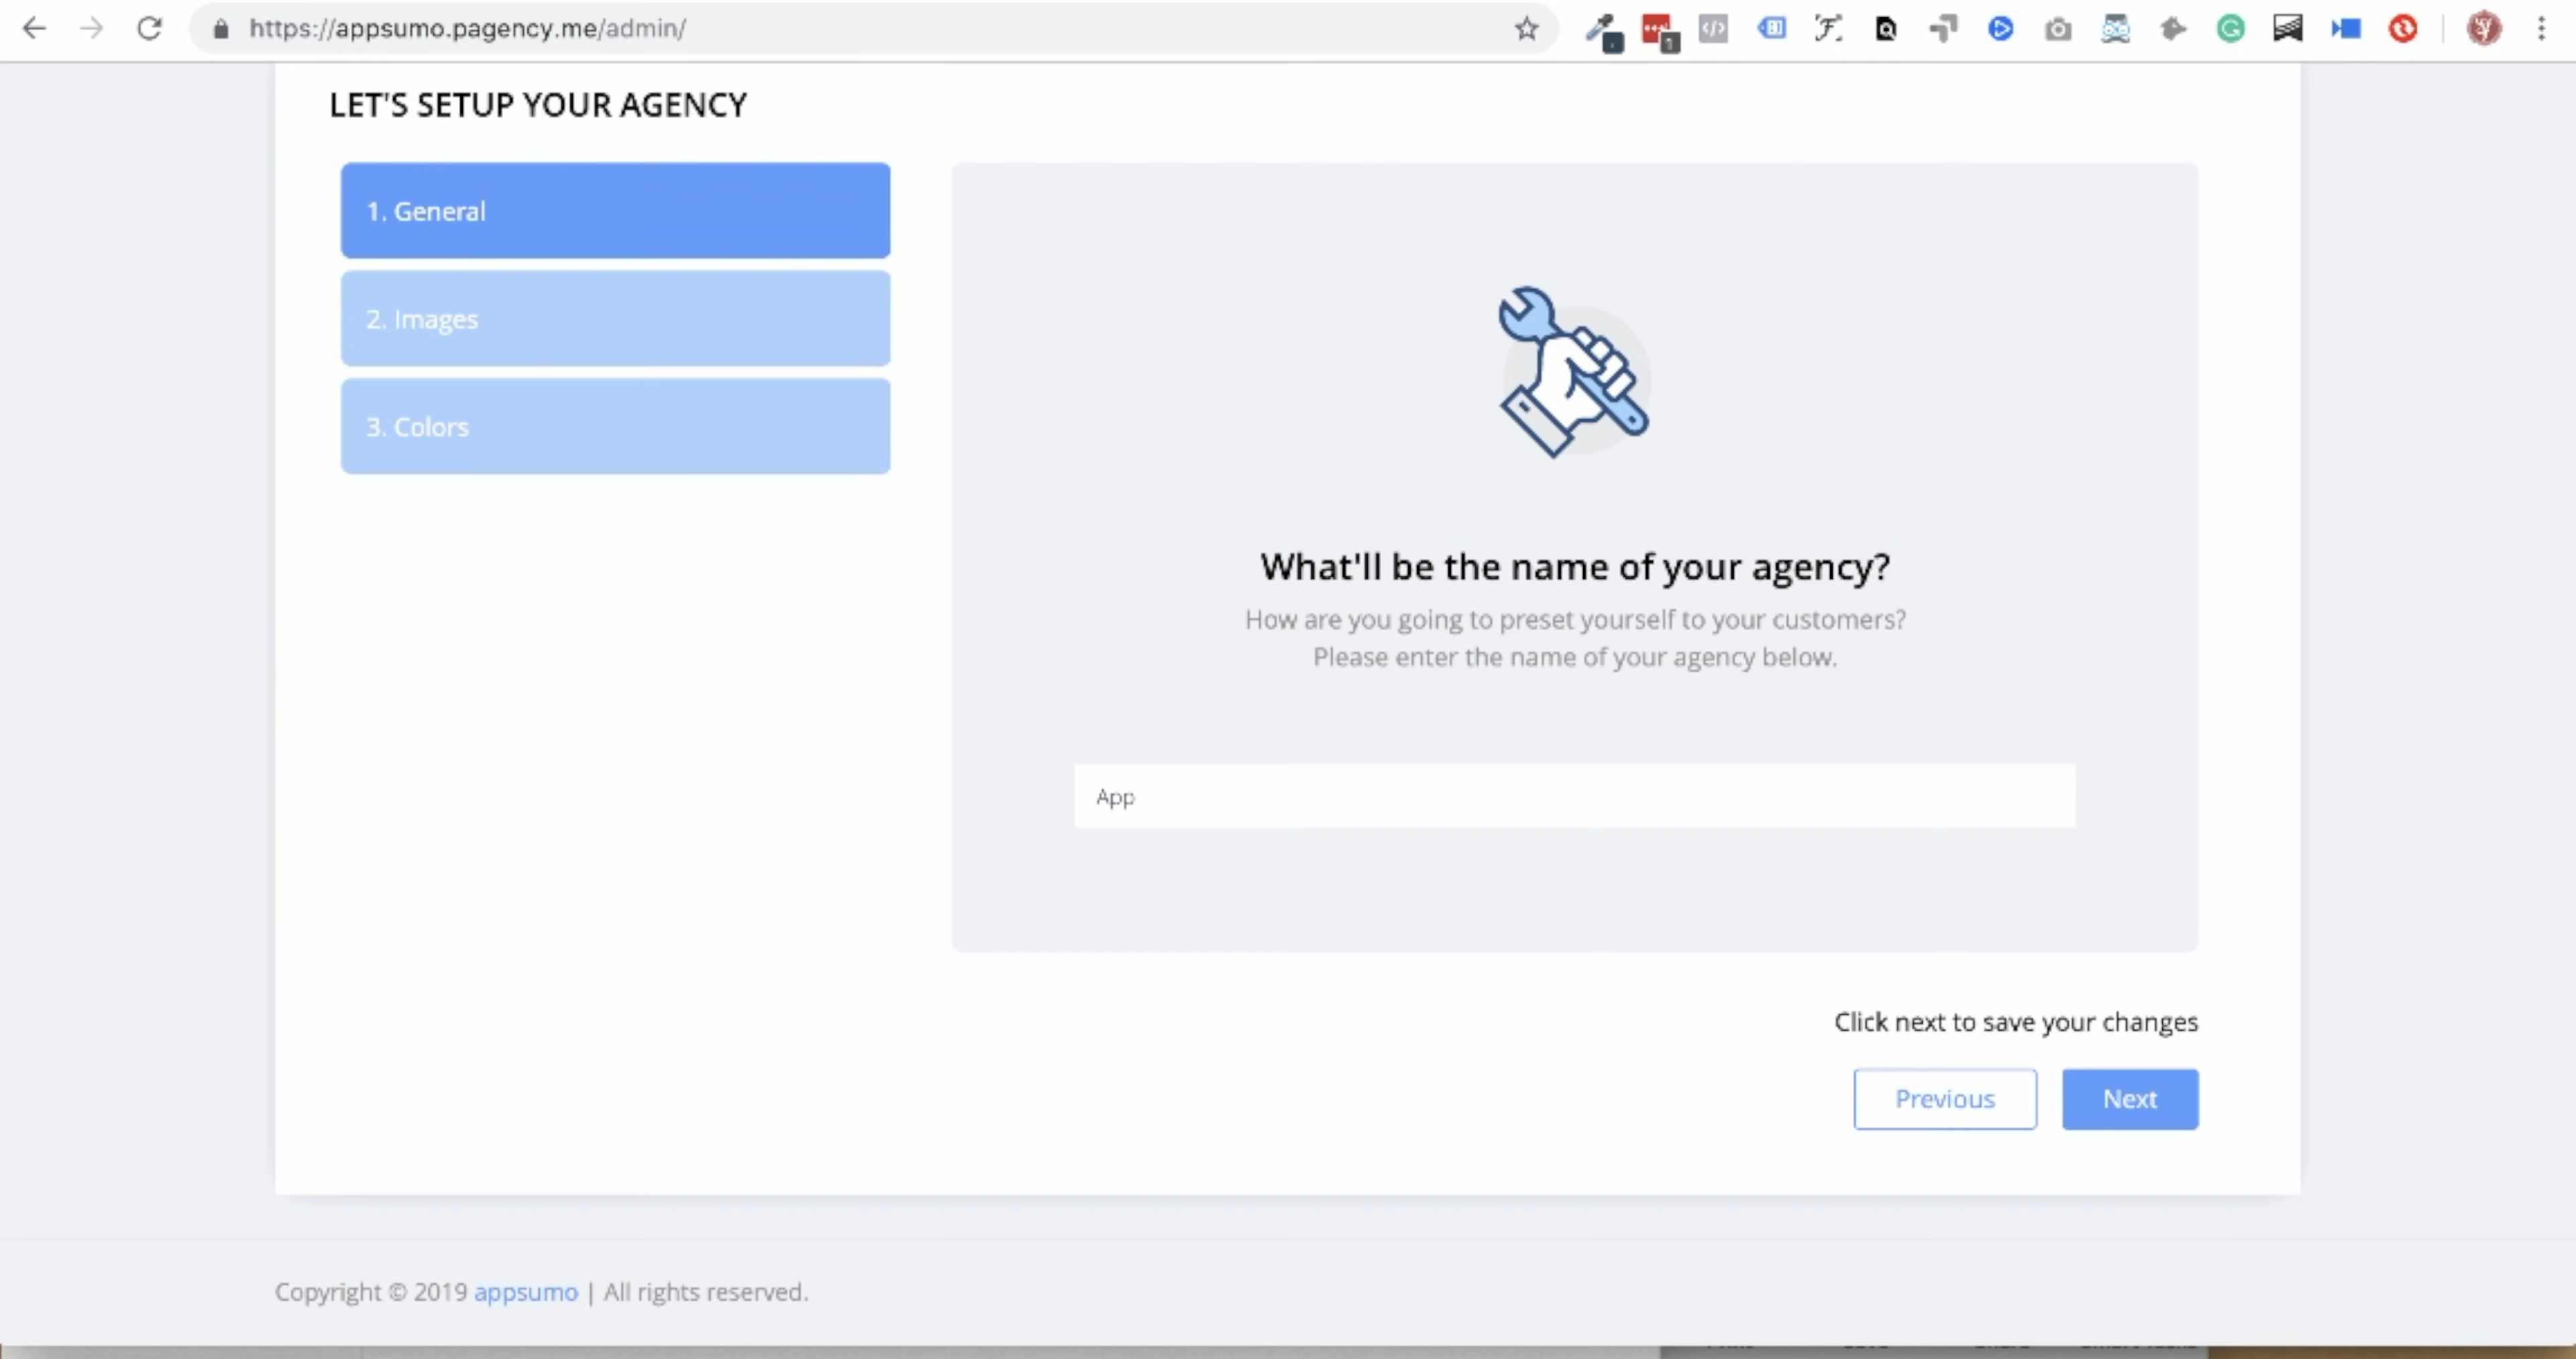 https://appsumo.pagency.me/admin/
LET'S SETUP YOUR AGENCY
1. General
2. Images
3. Colors
What'll be the name of your agency?
How are you going to preset yourself to your customers?
Please enter the name of your agency below.
App
Click next to save your changes
Previous
Next
Copyright © 2019 appsumo | All rights reserved.